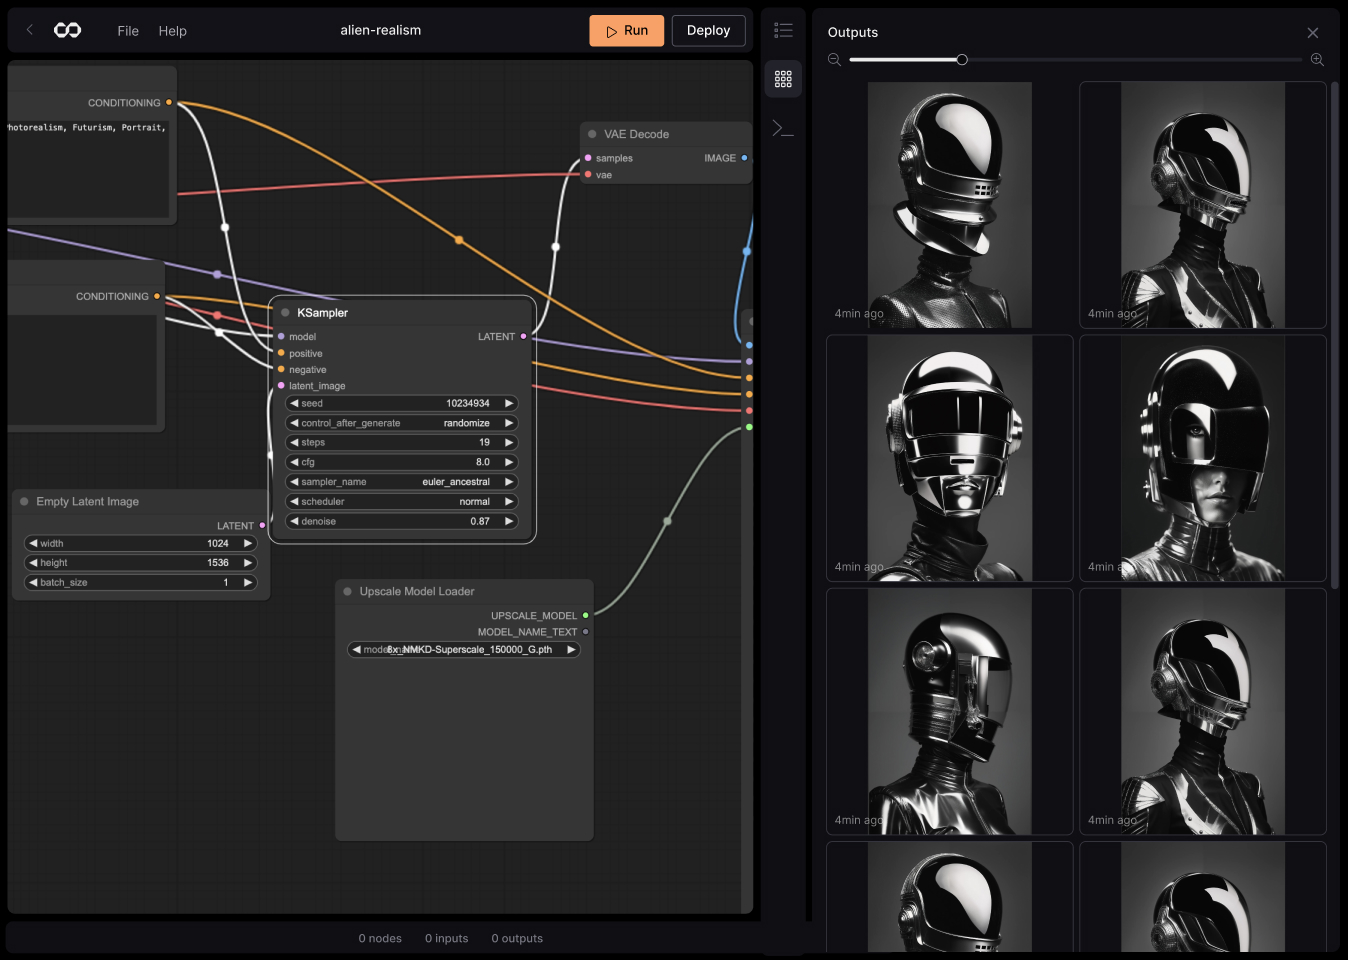 File Help
alien-realism
Run
Deploy
CONDITIONING
hotorealism, Futurism, Portrait,
CONDITIONING
VAE Decode
samples IMAGE
vae
KSampler
model LATENT
positive
negative
latent_image
seed 10234934
control_after_generate randomize
steps 19
cfg 8.0
sampler_name euler_ancestral
scheduler normal
denoise 0.87
Empty Latent Image
LATENT
width 1024
height 1536
batch_size 1
Upscale Model Loader
UPSCALE_MODEL
MODEL_NAME_TEXT
8x_NMKD-Superscale_150000_G.pth
0 nodes 0 inputs 0 outputs
Outputs
4min ago
4min ago
4min ago
4min ago
4min ago
4min ago